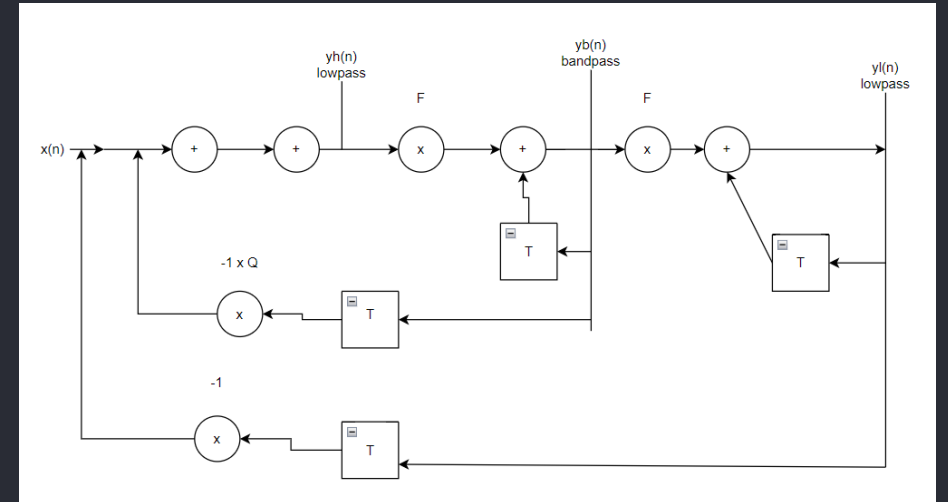 yh(n)
lowpass
yb(n)
bandpass
yl(n)
lowpass
F
F
x(n)
+
+
x
+
x
+
T
T
-1 x Q
x
T
-1
x
T